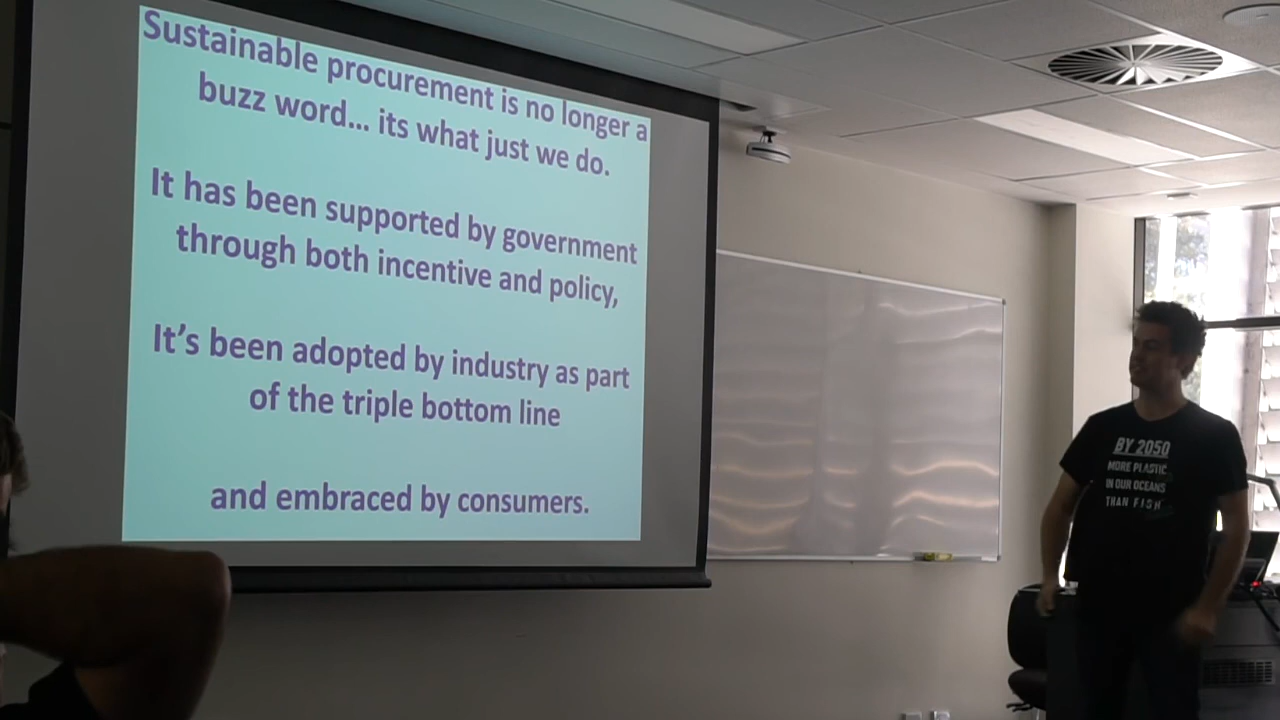 Sustainable procurement is no longer a
buzz word... its what just we do.
It has been supported by government
through both incentive and policy,
It's been adopted by industry as part
of the triple bottom line
and embraced by consumers.
BY 2050
MORE PLASTIC
IN OUR OCEANS
THAN FISH